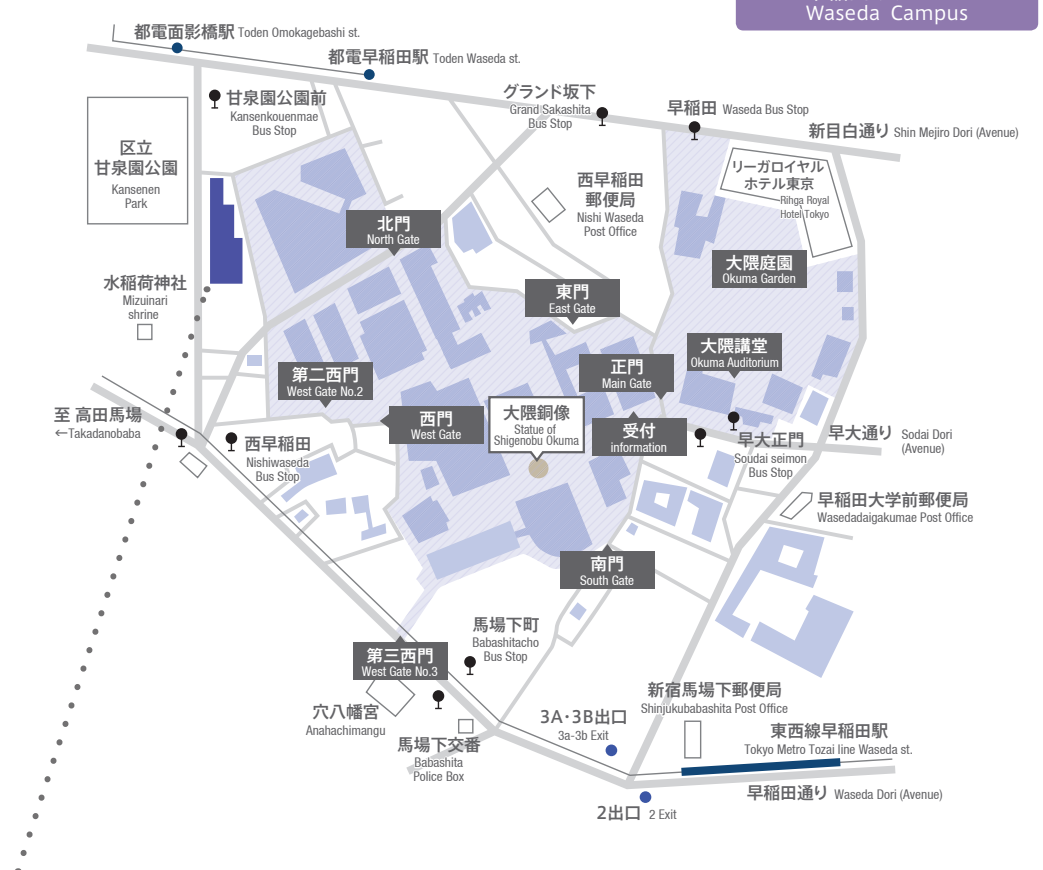 Waseda Campus
都電面影橋駅 Toden Omokagebashi st.
都電早稲田駅 Toden Waseda st.
甘泉園公園前
Kansenkouenmae
Bus Stop
グランド坂下
Grand Sakashita
Bus Stop
早稲田 Waseda Bus Stop
新目白通り Shin Mejiro Dori (Avenue)
区立
甘泉園公園
Kansenen
Park
リーガロイヤル
ホテル東京
Rihga Royal
Hotel Tokyo
西早稲田
郵便局
Nishi Waseda
Post Office
北門
North Gate
大隈庭園
Okuma Garden
水稲荷神社
Mizuinari
shrine
東門
East Gate
大隈講堂
Okuma Auditorium
正門
Main Gate
第二西門
West Gate No.2
西門
West Gate
大隈銅像
Statue of
Shigenobu Okuma
受付
information
至 高田馬場
←Takadanobaba
西早稲田
Nishiwaseda
Bus Stop
早大正門
Soudai seimon
Bus Stop
早大通り Sodai Dori
(Avenue)
早稲田大学前郵便局
Wasedadaigakumae Post Office
南門
South Gate
馬場下町
Babashitacho
Bus Stop
第三西門
West Gate No.3
穴八幡宮
Anahachimangu
馬場下交番
Babashita
Police Box
3A・3B出口
3a-3b Exit
新宿馬場下郵便局
Shinjukubabashita Post Office
東西線早稲田駅
Tokyo Metro Tozai line Waseda st.
早稲田通り Waseda Dori (Avenue)
2出口 2 Exit